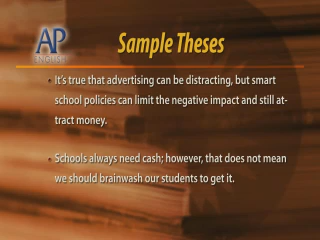 AP
ENGLISH
Sample Theses
• It's true that advertising can be distracting, but smart
school policies can limit the negative impact and still at-
tract money.
• Schools always need cash; however, that does not mean
we should brainwash our students to get it.